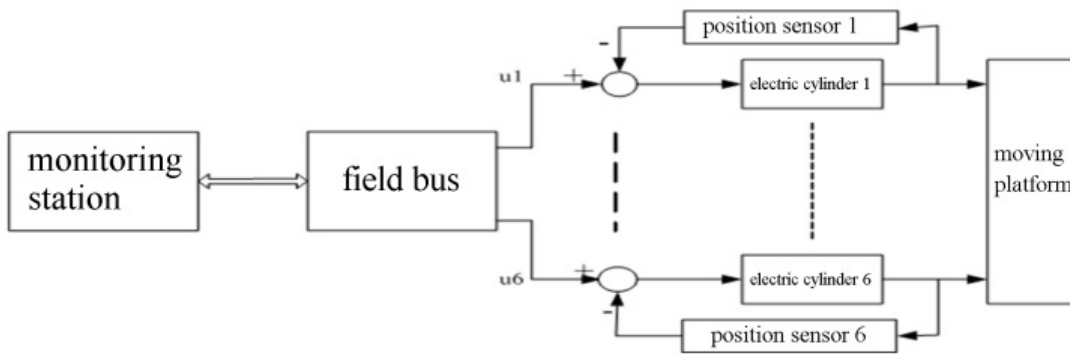 position sensor 1
-
u1
+
electric cylinder 1
monitoring
station
field bus
moving
platform
u6
+
electric cylinder 6
-
position sensor 6